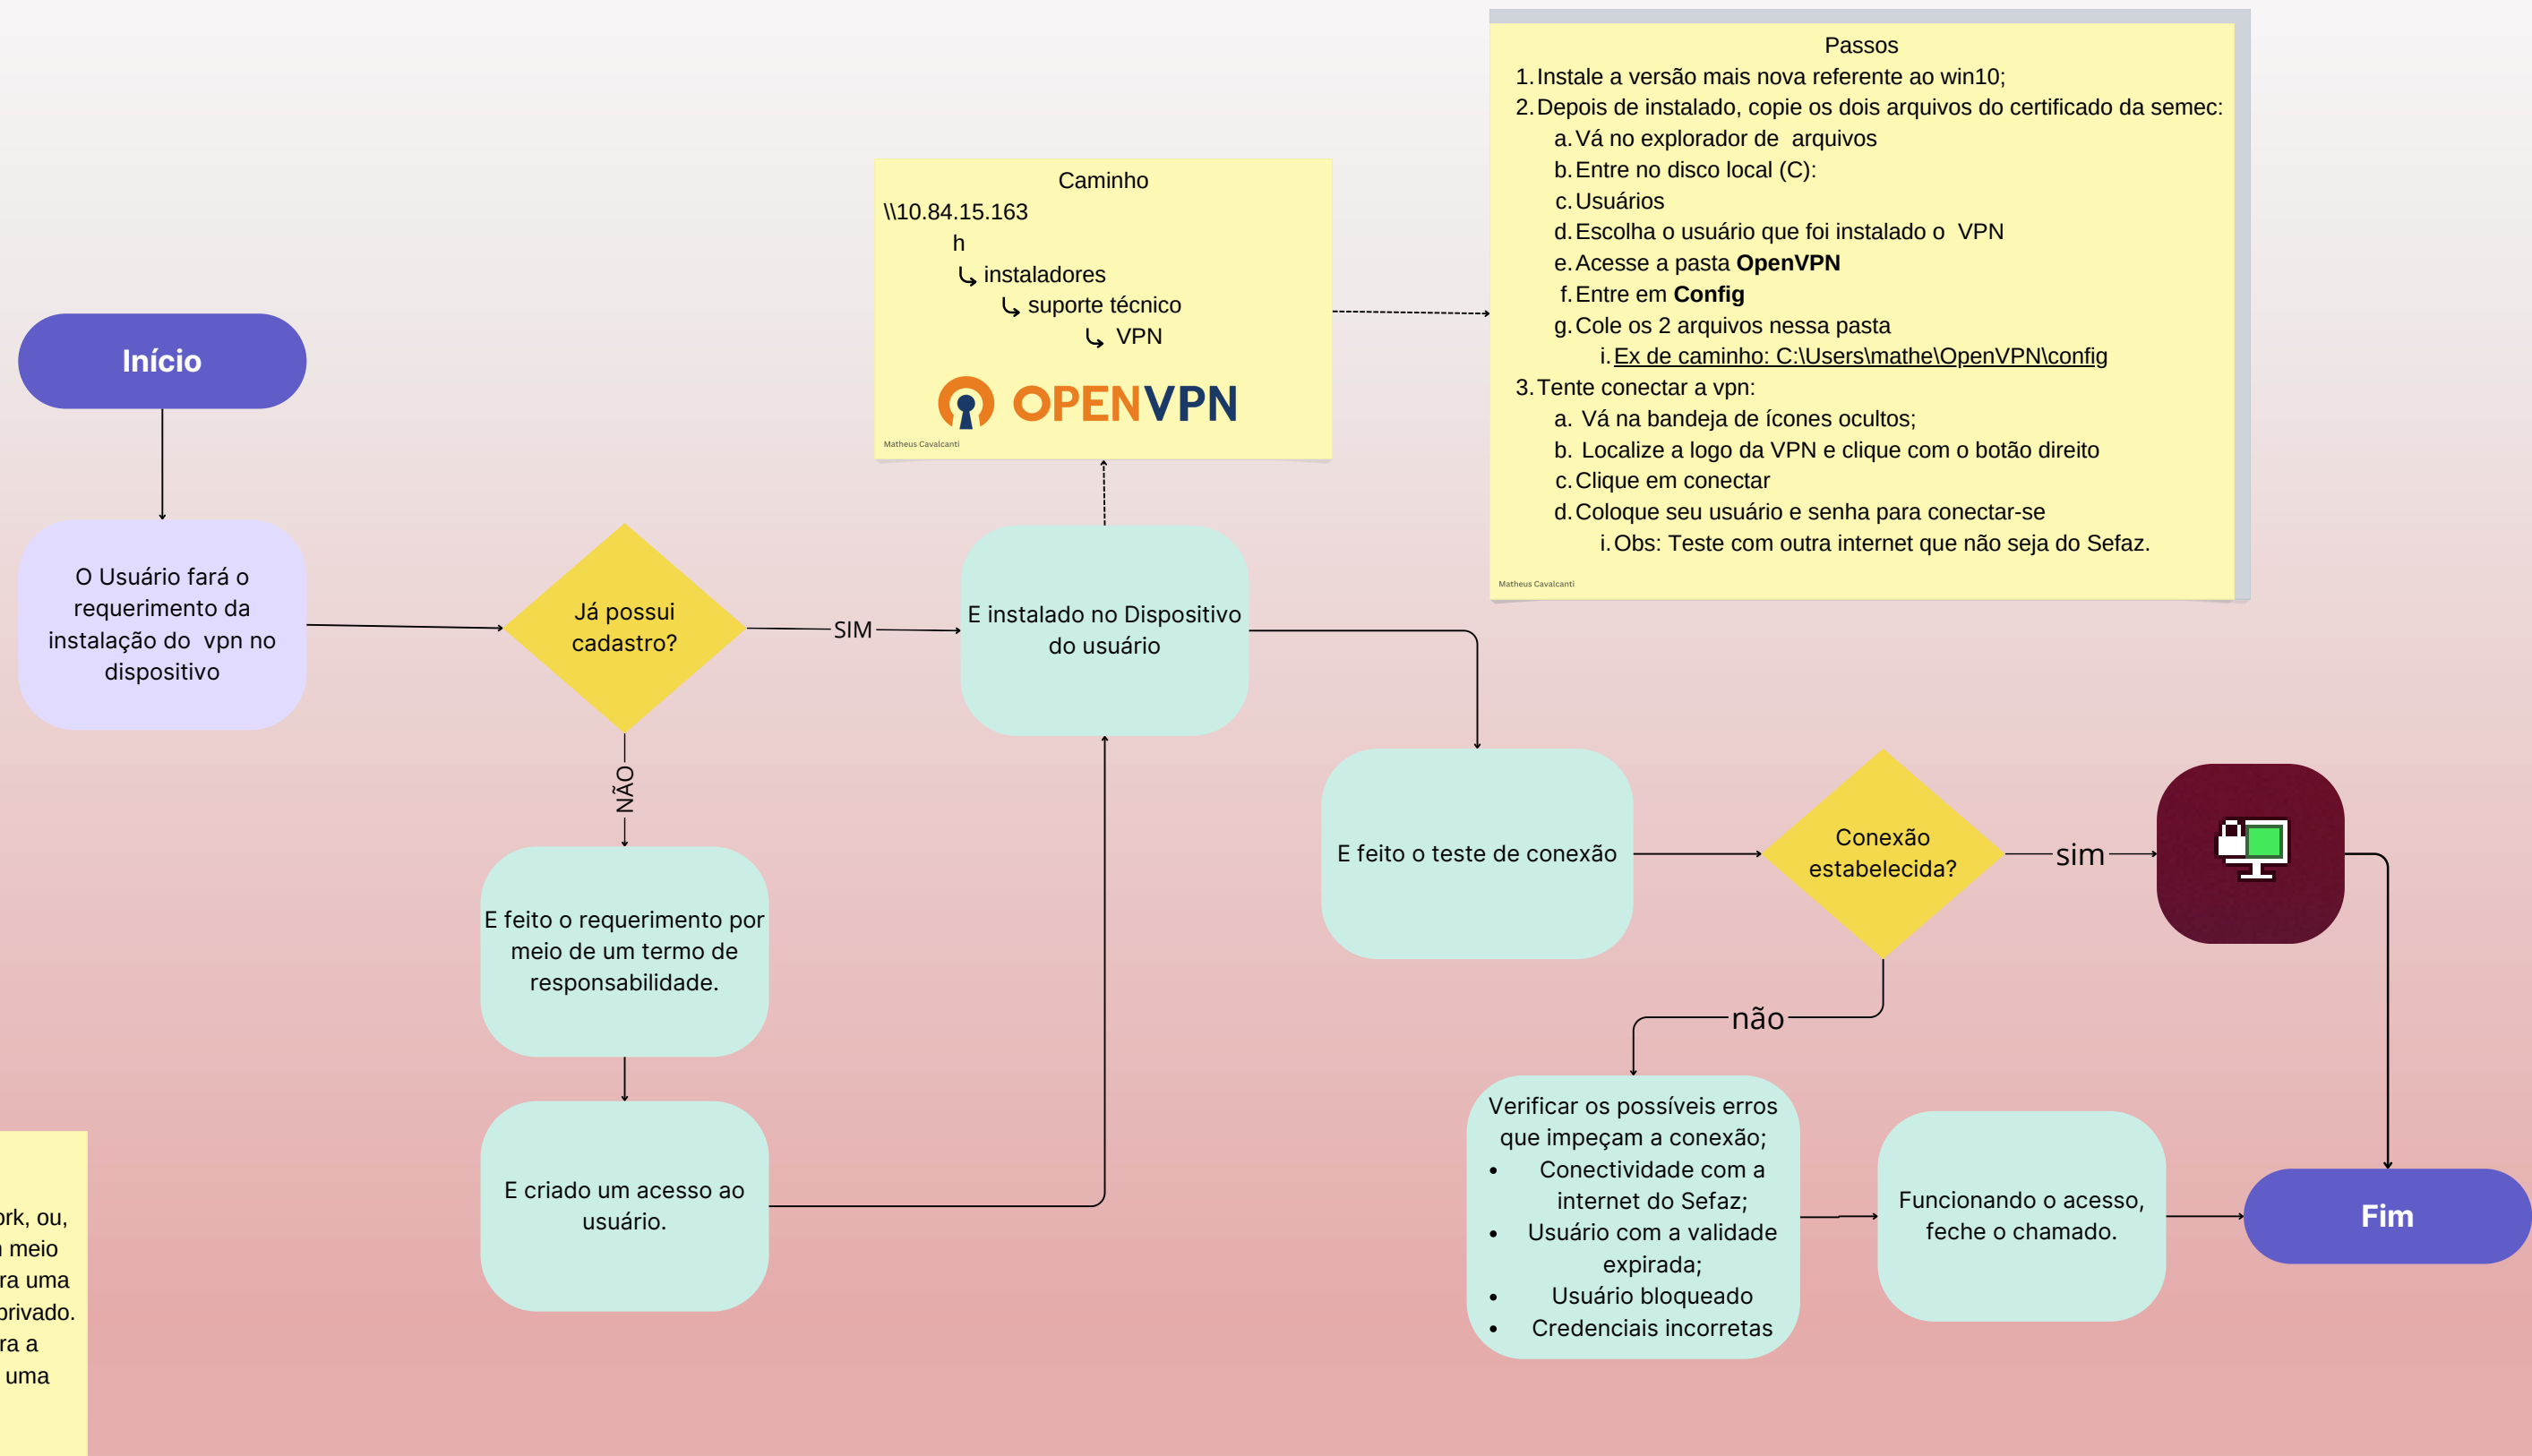 Passos
1. Instale a versão mais nova referente ao win10;
2. Depois de instalado, copie os dois arquivos do certificado da semec:
a. Vá no explorador de  arquivos
b. Entre no disco local (C):
c. Usuários
d. Escolha o usuário que foi instalado o  VPN
e. Acesse a pasta OpenVPN
f. Entre em Config
g. Cole os 2 arquivos nessa pasta
i. Ex de caminho: C:\Users\mathe\OpenVPN\config
3. Tente conectar a vpn:
a. Vá na bandeja de ícones ocultos;
b. Localize a logo da VPN e clique com o botão direito
c. Clique em conectar
d. Coloque seu usuário e senha para conectar-se
i. Obs: Teste com outra internet que não seja do Sefaz.
Matheus Cavalcanti
Caminho
\\10.84.15.163
h
instaladores
suporte técnico
VPN
OPENVPN
Matheus Cavalcanti
Início
O Usuário fará o
requerimento da
instalação do  vpn no
dispositivo
Já possui
cadastro?
SIM
E instalado no Dispositivo
do usuário
NÃO
E feito o requerimento por
meio de um termo de
responsabilidade.
E criado um acesso ao
usuário.
E feito o teste de conexão
Conexão
estabelecida?
sim
não
Verificar os possíveis erros
que impeçam a conexão;
• Conectividade com a
internet do Sefaz;
• Usuário com a validade
expirada;
• Usuário bloqueado
• Credenciais incorretas
Funcionando o acesso,
feche o chamado.
Fim
ou,
meio
uma
privado.
a
uma